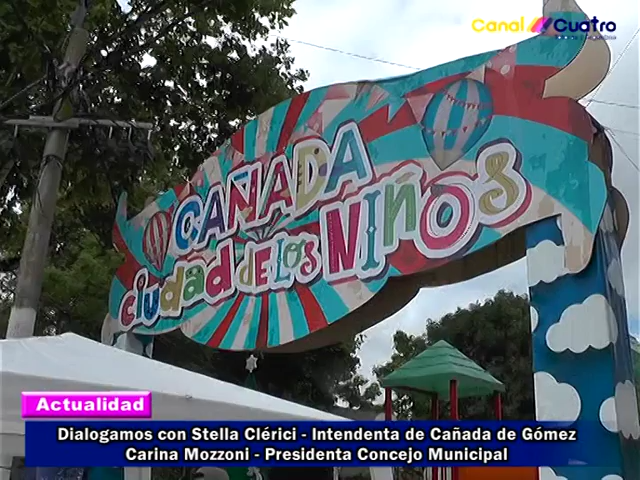 Canal Cuatro
CAÑADA
ciudad DE LOS NIÑOS
Actualidad
Dialogamos con Stella Clérici - Intendenta de Cañada de Gómez
Carina Mozzoni - Presidenta Concejo Municipal